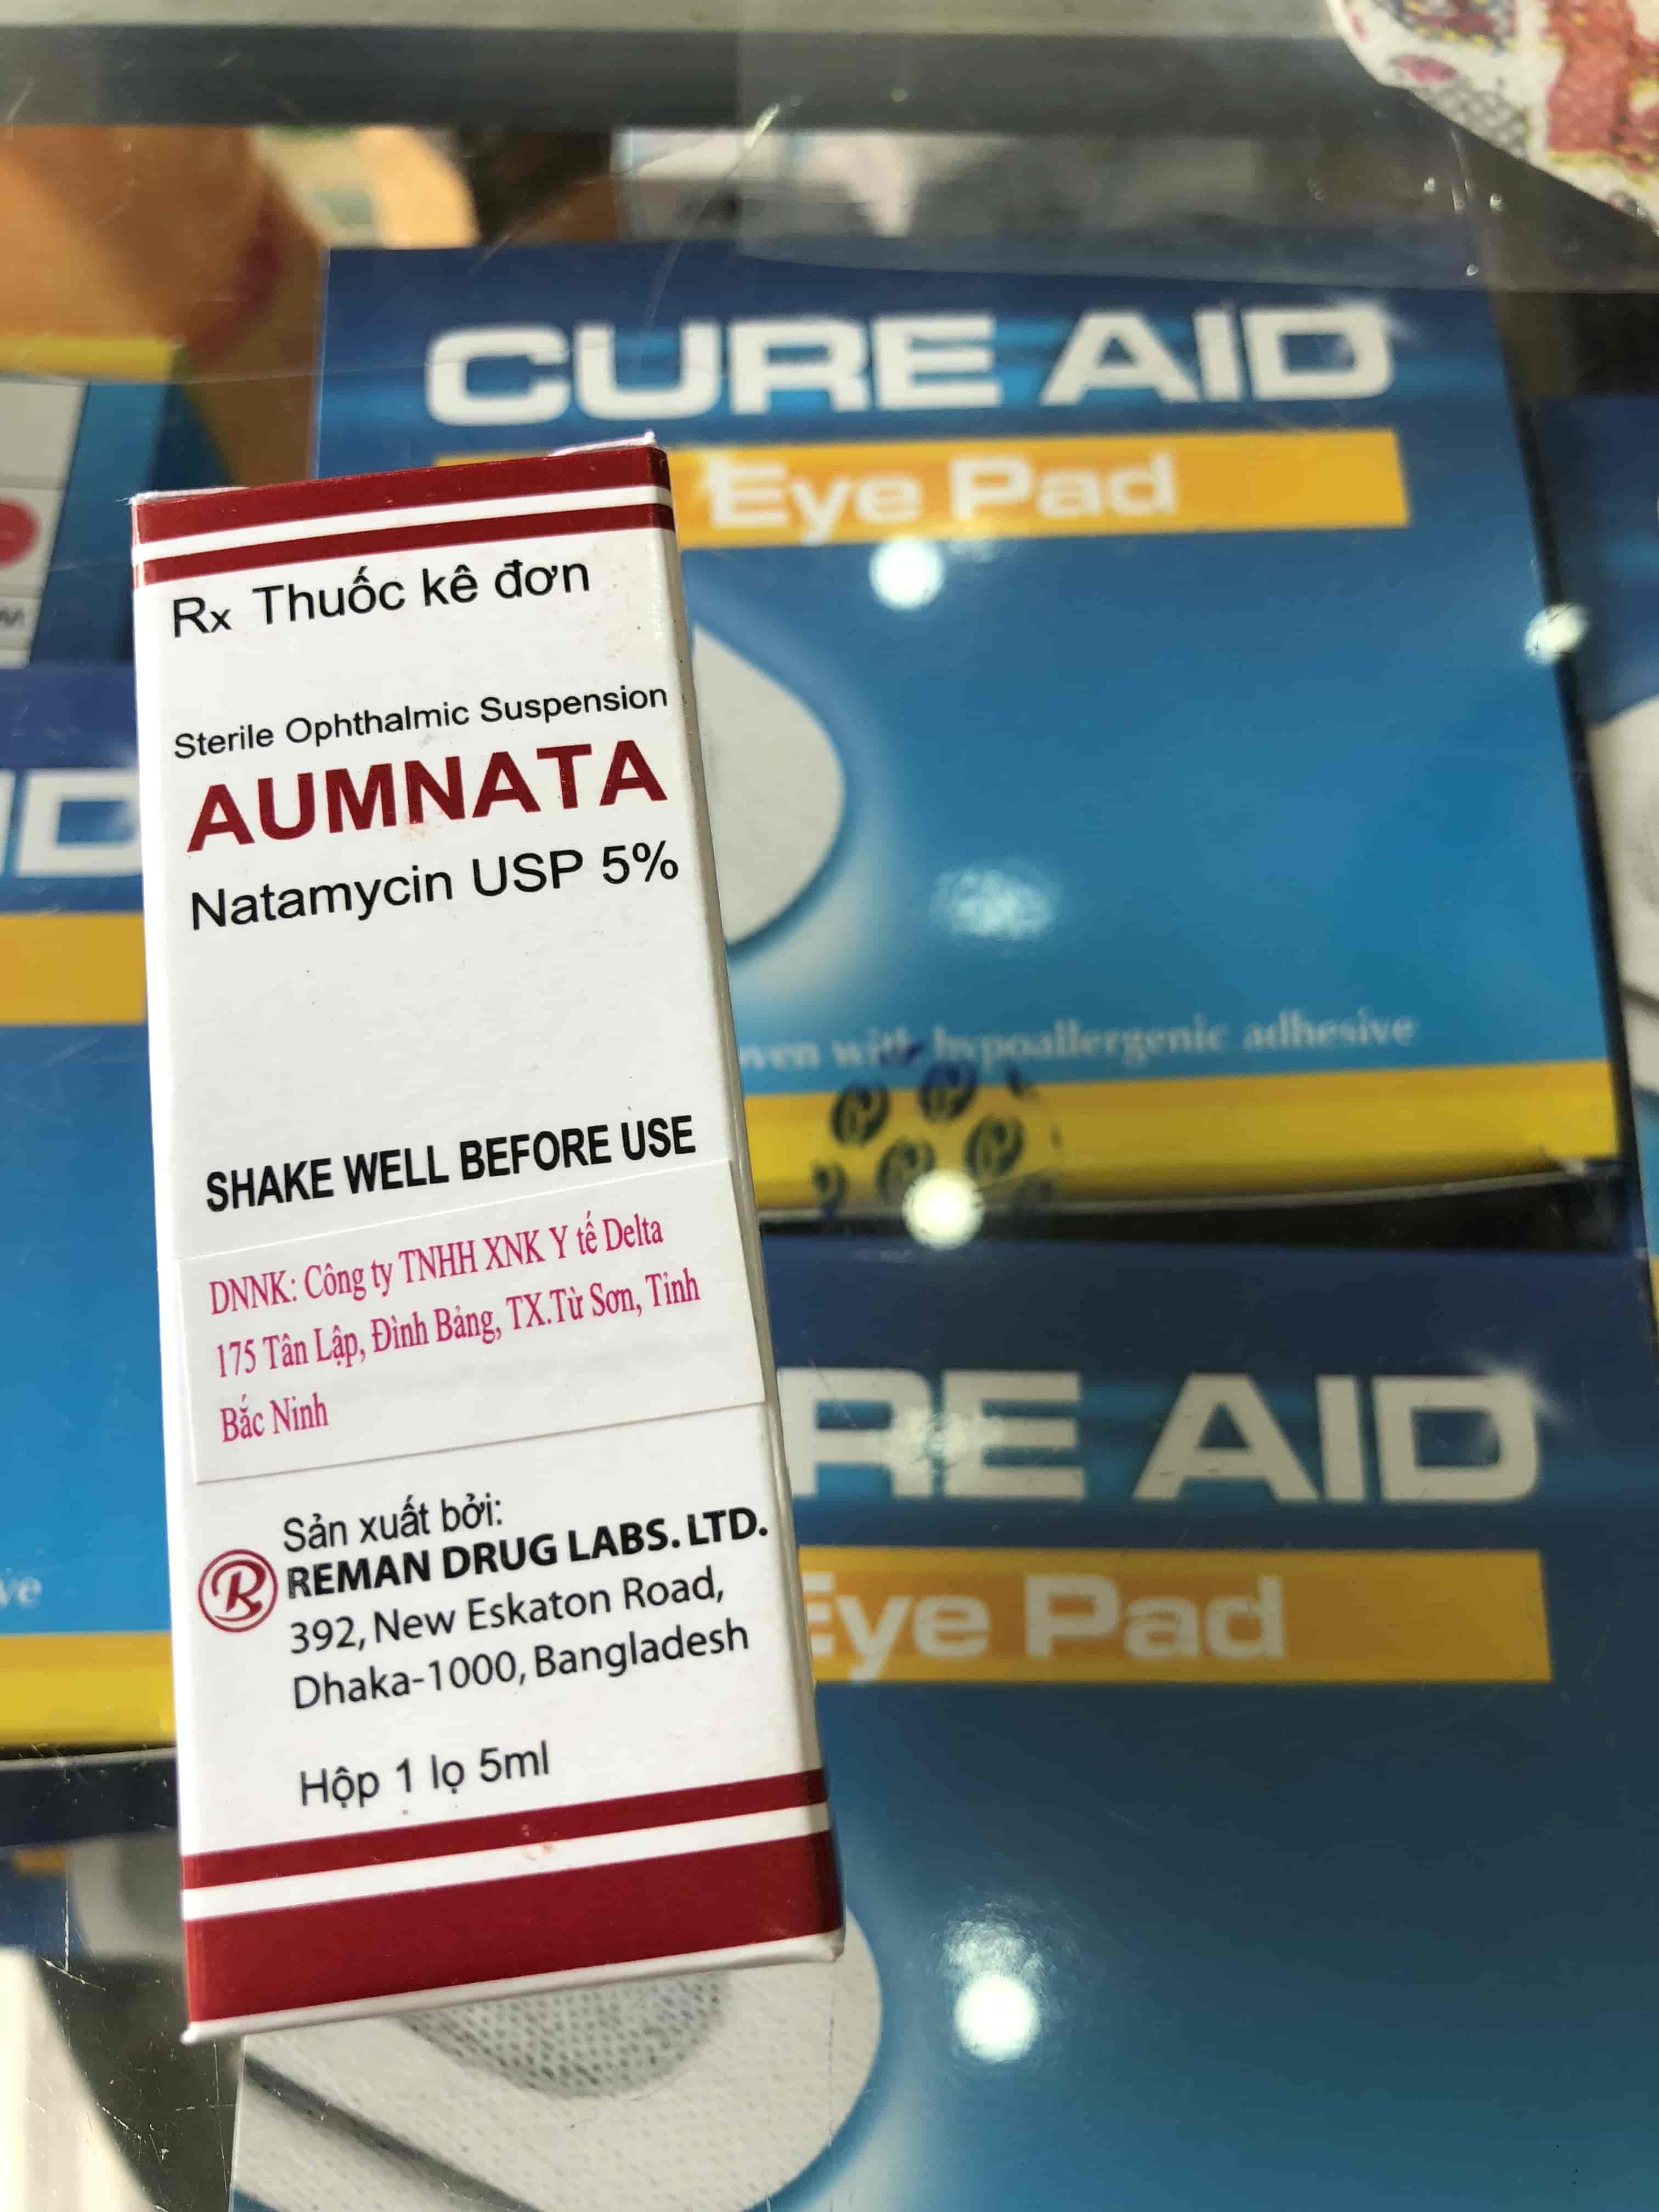 CURE AID
Eye Pad
Rx Thuốc kê đơn
Sterile Ophthalmic Suspension
AUMNATA
Natamycin USP 5%
SHAKE WELL BEFORE USE
DNNK: Công ty TNHH XNK Y tế Delta
175 Tân Lập, Đình Bảng, TX.Từ Sơn, Tỉnh
Bắc Ninh
Sản xuất bởi:
R
REMAN DRUG LABS. LTD.
392, New Eskaton Road,
Dhaka-1000, Bangladesh
Hộp 1 lọ 5ml
with hypoallergenic adhesive
RE AID
Eye Pad
ID